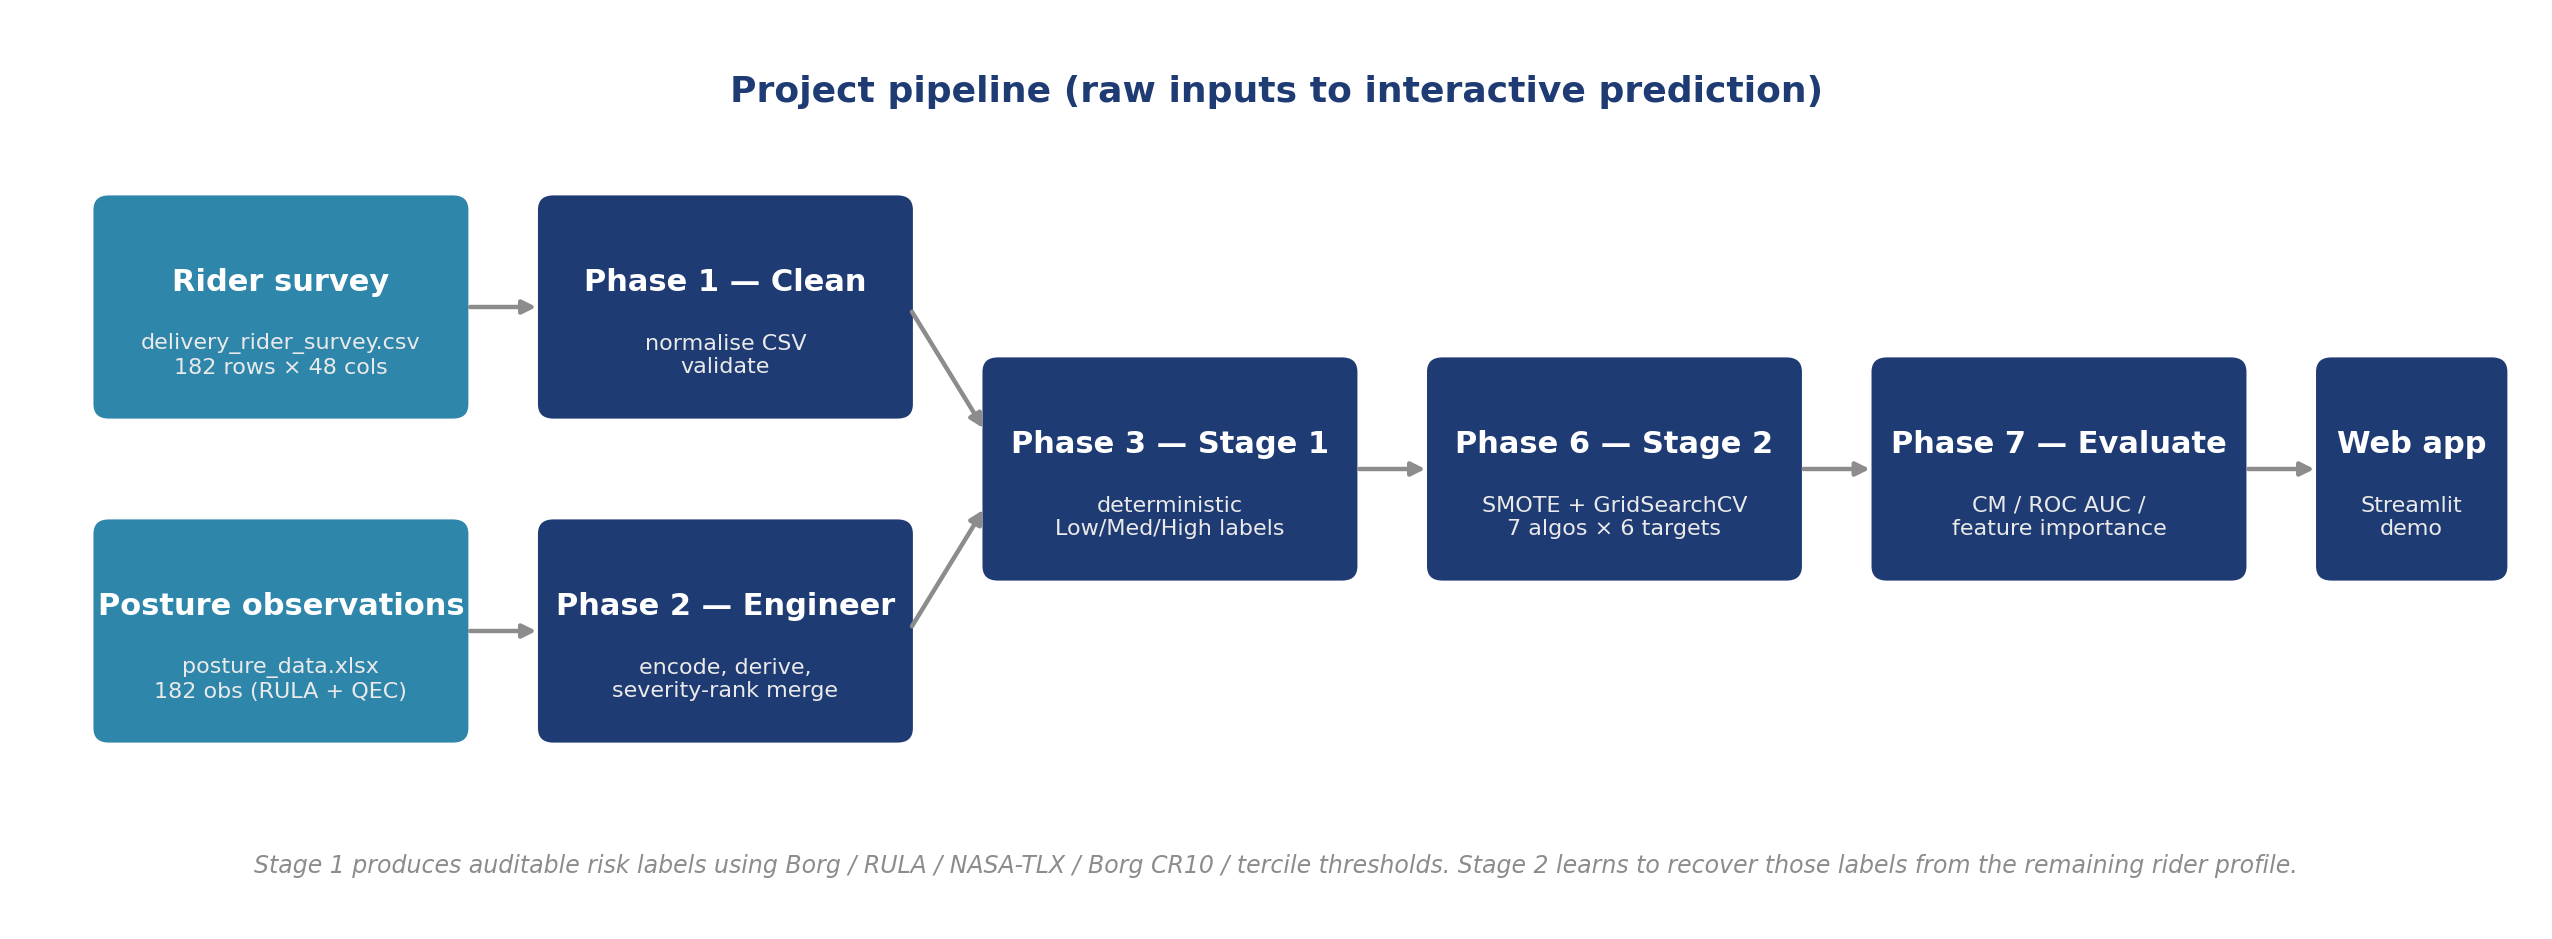 Project pipeline (raw inputs to interactive prediction)
Rider survey
delivery_rider_survey.csv
182 rows × 48 cols
Phase 1 — Clean
normalise CSV
validate
Posture observations
posture_data.xlsx
182 obs (RULA + QEC)
Phase 2 — Engineer
encode, derive,
severity-rank merge
Phase 3 — Stage 1
deterministic
Low/Med/High labels
Phase 6 — Stage 2
SMOTE + GridSearchCV
7 algos × 6 targets
Phase 7 — Evaluate
CM / ROC AUC /
feature importance
Web app
Streamlit
demo
Stage 1 produces auditable risk labels using Borg / RULA / NASA-TLX / Borg CR10 / tercile thresholds. Stage 2 learns to recover those labels from the remaining rider profile.